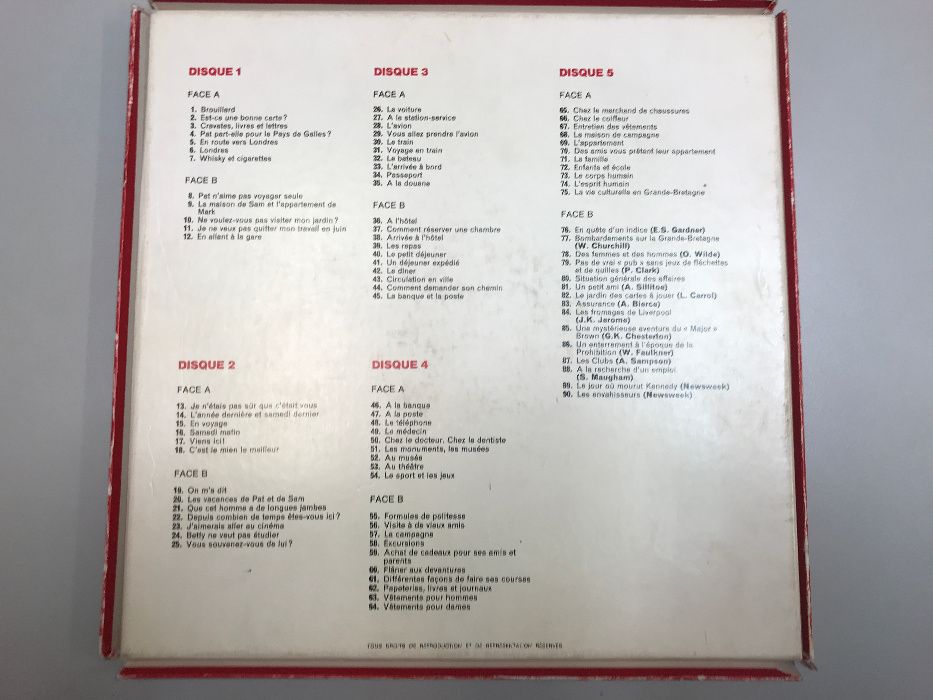 DISQUE 1
FACE A
1. Brouillard
2. Est-ce une bonne carte?
3. Cravates, livres et lettres
4. Pat part-elle pour le Pays de Galles?
5. En route vers Londres
6. Londres
7. Whisky et cigarettes
FACE B
8. Pat n'aime pas voyager seule
9. La maison de Sam et l'appartement de
Mark
10. Ne voulez-vous pas visiter mon jardin?
11. Je ne veux pas quitter mon travail en juin
12. En allant à la gare
DISQUE 2
FACE A
13. Je n'étais pas sûr que c'était vous
14. L'année dernière et samedi dernier
15. En voyage
16. Samedi matin
17. Viens ici!
18. C'est le mien le meilleur
FACE B
19. On m'a dit
20. Les vacances de Pat et de Sam
21. Que cet homme a de longues jambes
22. Depuis combien de temps êtes-vous ici?
23. J'aimerais aller au cinéma
24. Betty ne veut pas étudier
25. Vous souvenez-vous de lui?
DISQUE 3
FACE A
26. La voiture
27. A la station-service
28. L'avion
29. Vous allez prendre l'avion
30. Le train
31. Voyage en train
32. Le bateau
33. L'arrivée à bord
34. Passeport
35. A la douane
FACE B
36. A l'hôtel
37. Comment réserver une chambre
38. Arrivée à l'hôtel
39. Les repas
40. Le petit déjeuner
41. Un déjeuner expédié
42. Le dîner
43. Circulation en ville
44. Comment demander son chemin
45. La banque et la poste
DISQUE 4
FACE A
46. A la banque
47. A la poste
48. Le téléphone
49. Le médecin
50. Chez le docteur. Chez le dentiste
51. Les monuments, les musées
52. Au musée
53. Au théâtre
54. Le sport et les jeux
FACE B
55. Formules de politesse
56. Visite à de vieux amis
57. La campagne
58. Excursions
59. Achat de cadeaux pour ses amis et
parents
60. Flâner aux devantures
61. Différentes façons de faire ses courses
62. Papeteries, livres et journaux
63. Vêtements pour hommes
64. Vêtements pour dames
DISQUE 5
FACE A
65. Chez le marchand de chaussures
66. Chez le coiffeur
67. Entretien des vêtements
68. La maison de campagne
69. L'appartement
70. Des amis vous prêtent leur appartement
71. La famille
72. Enfants et école
73. Le corps humain
74. L'esprit humain
75. La vie culturelle en Grande-Bretagne
FACE B
76. En quête d'un indice (E.S. Gardner)
77. Bombardements sur la Grande-Bretagne
(W. Churchill)
78. Des femmes et des hommes (O. Wilde)
79. Pas de vrai « pub » sans jeux de fléchettes
et de quilles (P. Clark)
80. Situation générale des affaires
81. Un petit ami (A. Sillitoe)
82. Le jardin des cartes à jouer (L. Carrol)
83. Assurance (A. Bierce)
84. Les fromages de Liverpool
(J.K. Jerome)
85. Une mystérieuse aventure du « Major »
Brown (G.K. Chesterton)
86. Un enterrement à l'époque de la
Prohibition (W. Faulkner)
87. Les Clubs (A. Sampson)
88. A la recherche d'un emploi
(S. Maugham)
89. Le jour où mourut Kennedy (Newsweek)
90. Les envahisseurs (Newsweek)
TOUS DROITS DE REPRODUCTION ET DE REPRESENTATION RESERVES